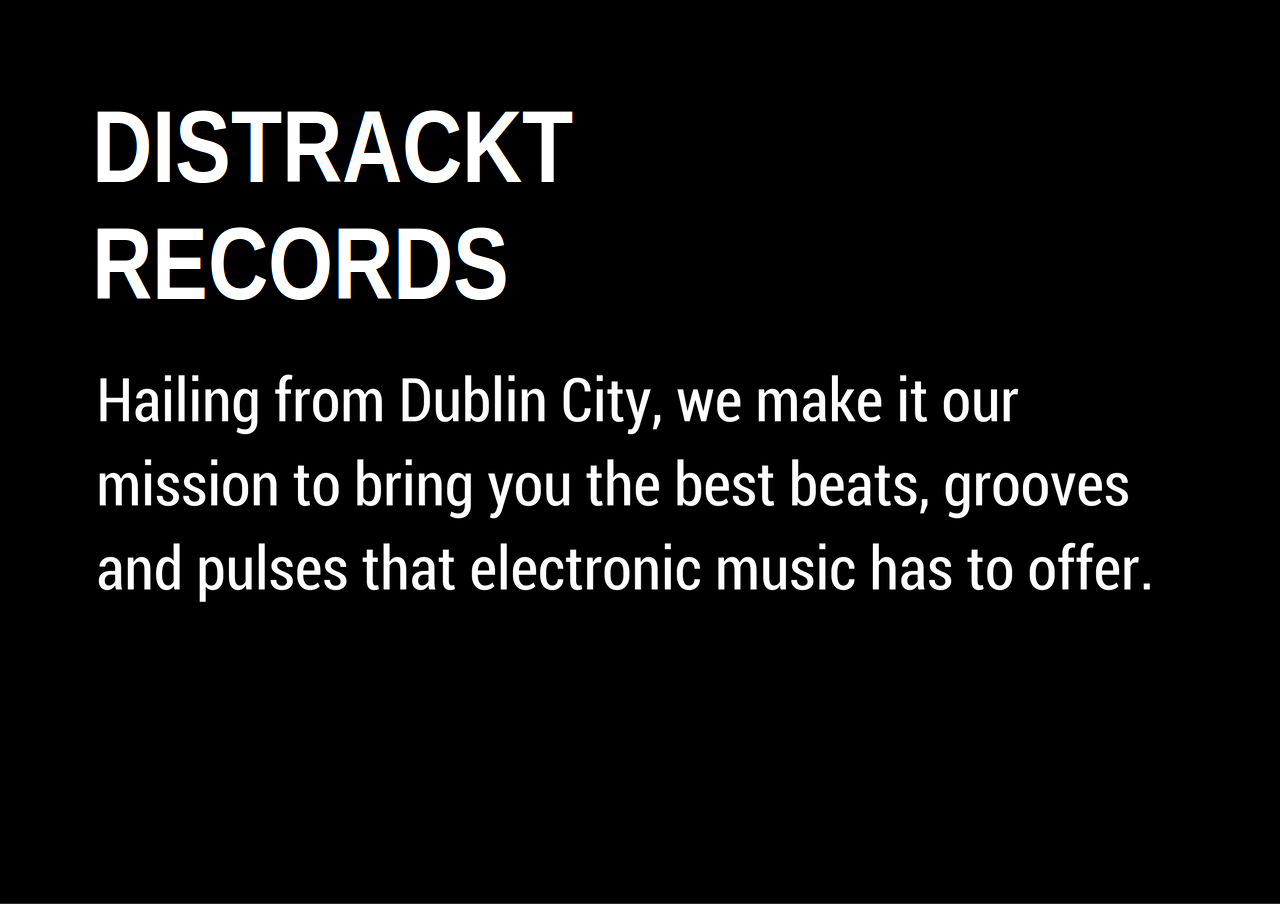 DISTRACKT
RECORDS
Hailing from Dublin City, we make it our
mission to bring you the best beats, grooves
and pulses that electronic music has to offer.